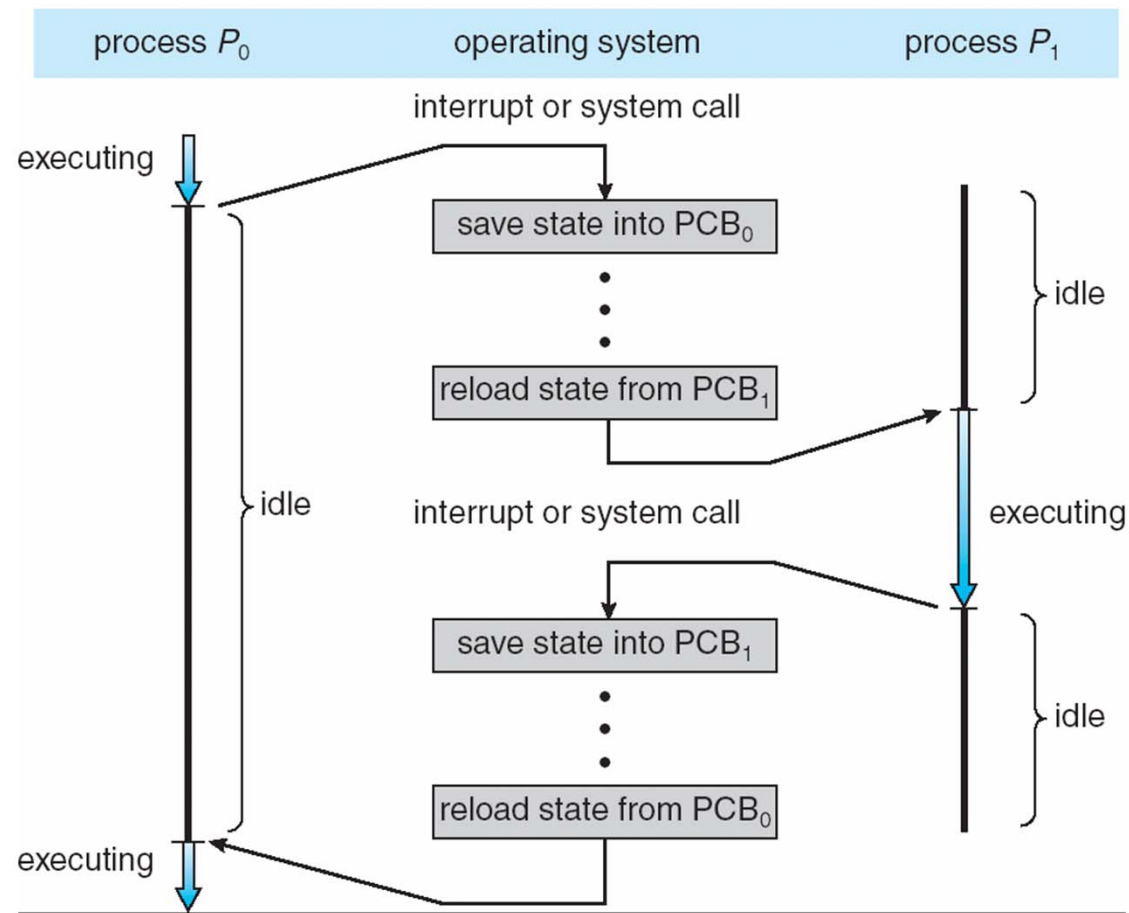 process P₀ operating system process P₁
interrupt or system call
executing
save state into PCB₀
idle
reload state from PCB₁
idle
interrupt or system call
executing
save state into PCB₁
idle
reload state from PCB₀
executing